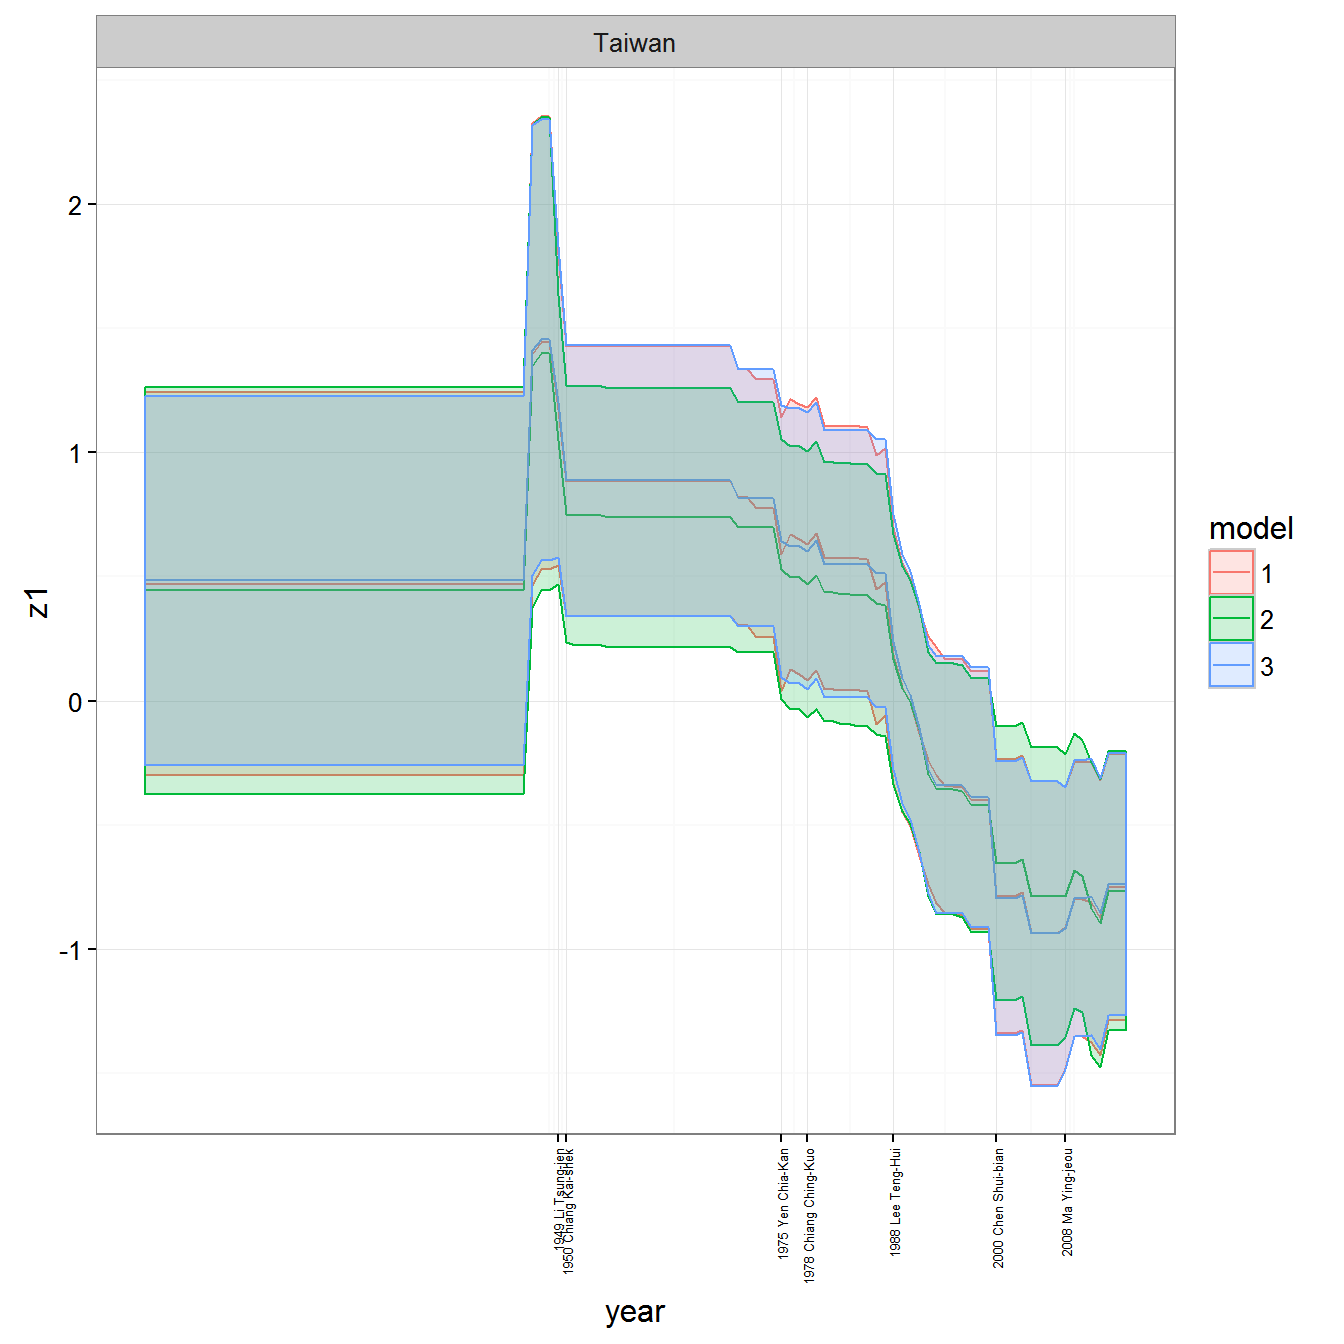 Taiwan
z1
2
1
0
-1
1949 Li Tsung-jen
1950 Chiang Kai-shek
1975 Yen Chia-Kan
1978 Chiang Ching-Kuo
1988 Lee Teng-Hui
2000 Chen Shui-bian
2008 Ma Ying-jeou
year
model
1
2
3